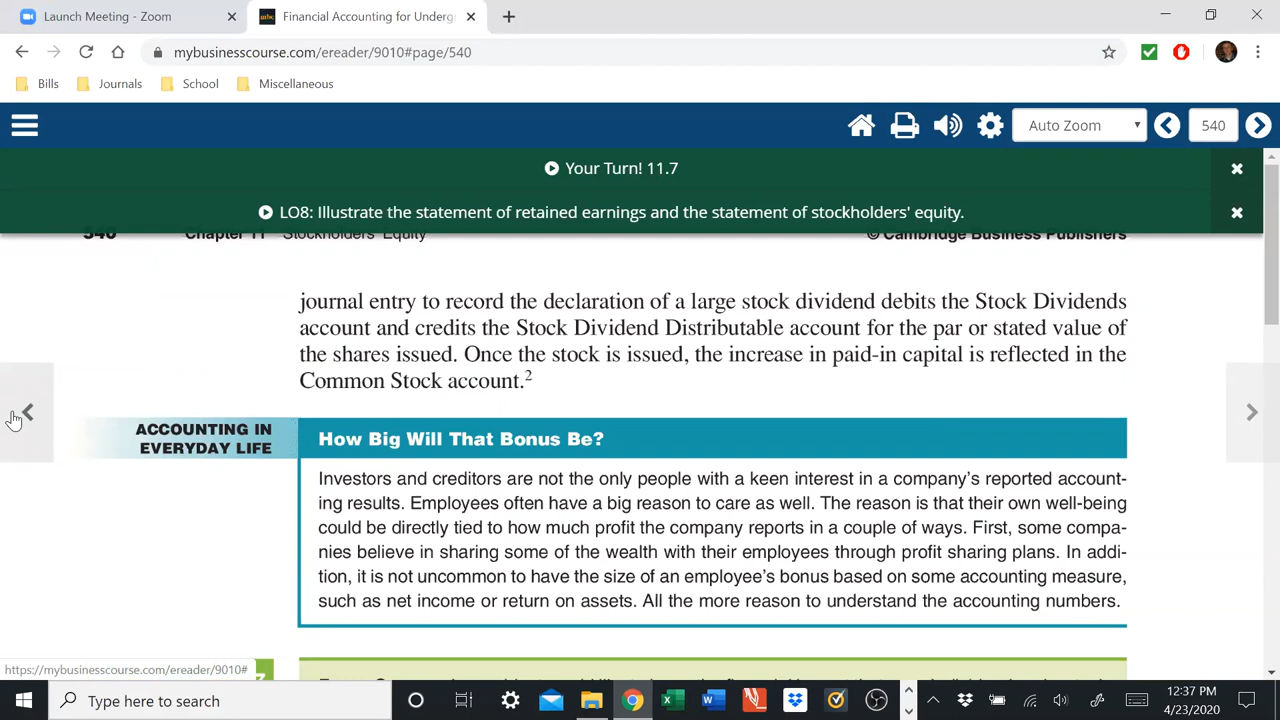 Launch Meeting - Zoom
Financial Accounting for Underg
mybusinesscourse.com/ereader/9010#page/540
Bills
Journals
School
Miscellaneous
Auto Zoom
540
Your Turn! 11.7
LO8: Illustrate the statement of retained earnings and the statement of stockholders' equity.
540 Chapter 11 Stockholders' Equity © Cambridge Business Publishers
journal entry to record the declaration of a large stock dividend debits the Stock Dividends
account and credits the Stock Dividend Distributable account for the par or stated value of
the shares issued. Once the stock is issued, the increase in paid-in capital is reflected in the
Common Stock account.2
ACCOUNTING IN
EVERYDAY LIFE
How Big Will That Bonus Be?
Investors and creditors are not the only people with a keen interest in a company's reported account-
ing results. Employees often have a big reason to care as well. The reason is that their own well-being
could be directly tied to how much profit the company reports in a couple of ways. First, some compa-
nies believe in sharing some of the wealth with their employees through profit sharing plans. In addi-
tion, it is not uncommon to have the size of an employee's bonus based on some accounting measure,
such as net income or return on assets. All the more reason to understand the accounting numbers.
https://mybusinesscourse.com/ereader/9010#
Type here to search
12:37 PM
4/23/2020